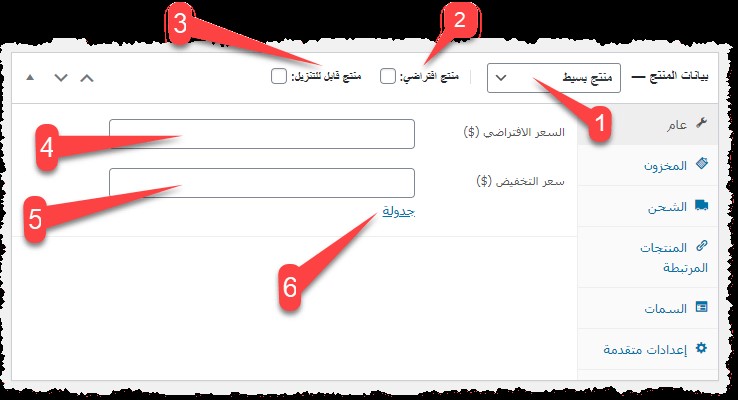 3
2
بيانات المنتج —
منتج بسيط
منتج افتراضي:
منتج قابل للتنزيل:
1
عام
السعر الافتراضي ($)
4
المخزون
سعر التخفيض ($)
5
جدولة
الشحن
6
المنتجات
المرتبطة
السمات
إعدادات متقدمة